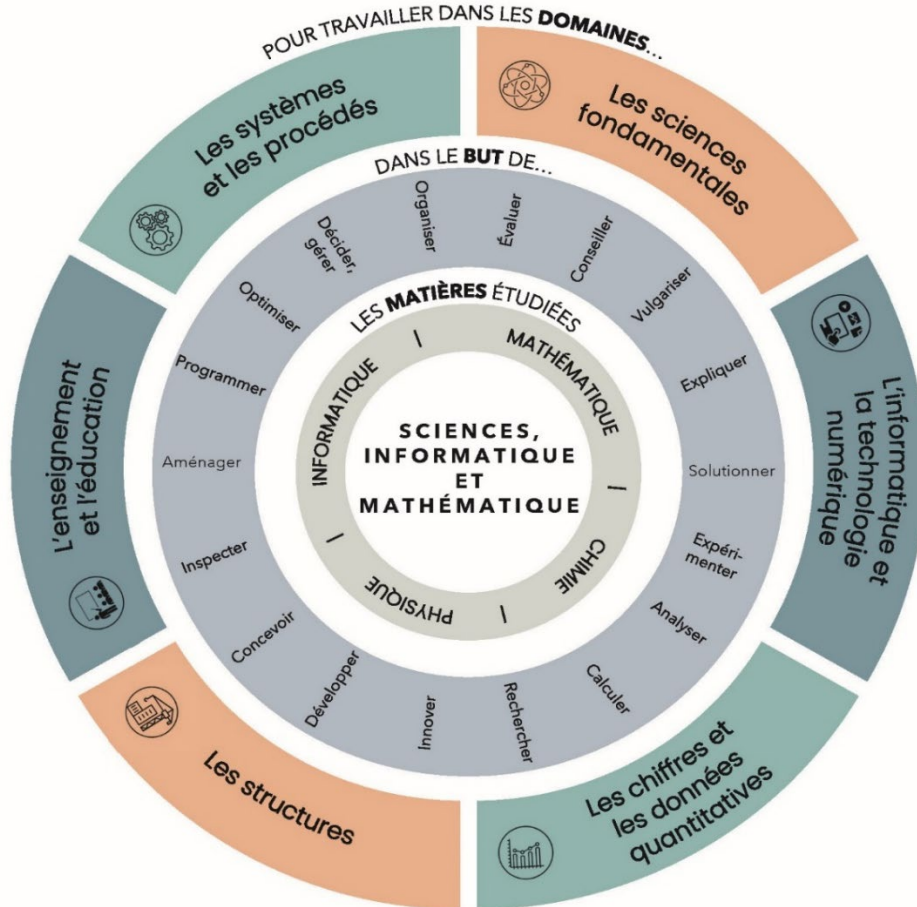 POUR TRAVAILLER DANS LES DOMAINES...
Les sciences
fondamentales
L'informatique et
la technologie
numérique
Les chiffres et
les données
quantitatives
Les structures
L'enseignement
et l'éducation
Les systèmes
et les procédés
DANS LE BUT DE...
Organiser
Évaluer
Conseiller
Vulgariser
Expliquer
Solutionner
Expéri-
menter
Analyser
Calculer
Rechercher
Innover
Développer
Concevoir
Inspecter
Aménager
Programmer
Optimiser
Décider,
gérer
LES MATIÈRES ÉTUDIÉES
MATHÉMATIQUE
CHIMIE
PHYSIQUE
INFORMATIQUE
SCIENCES,
INFORMATIQUE
ET
MATHÉMATIQUE